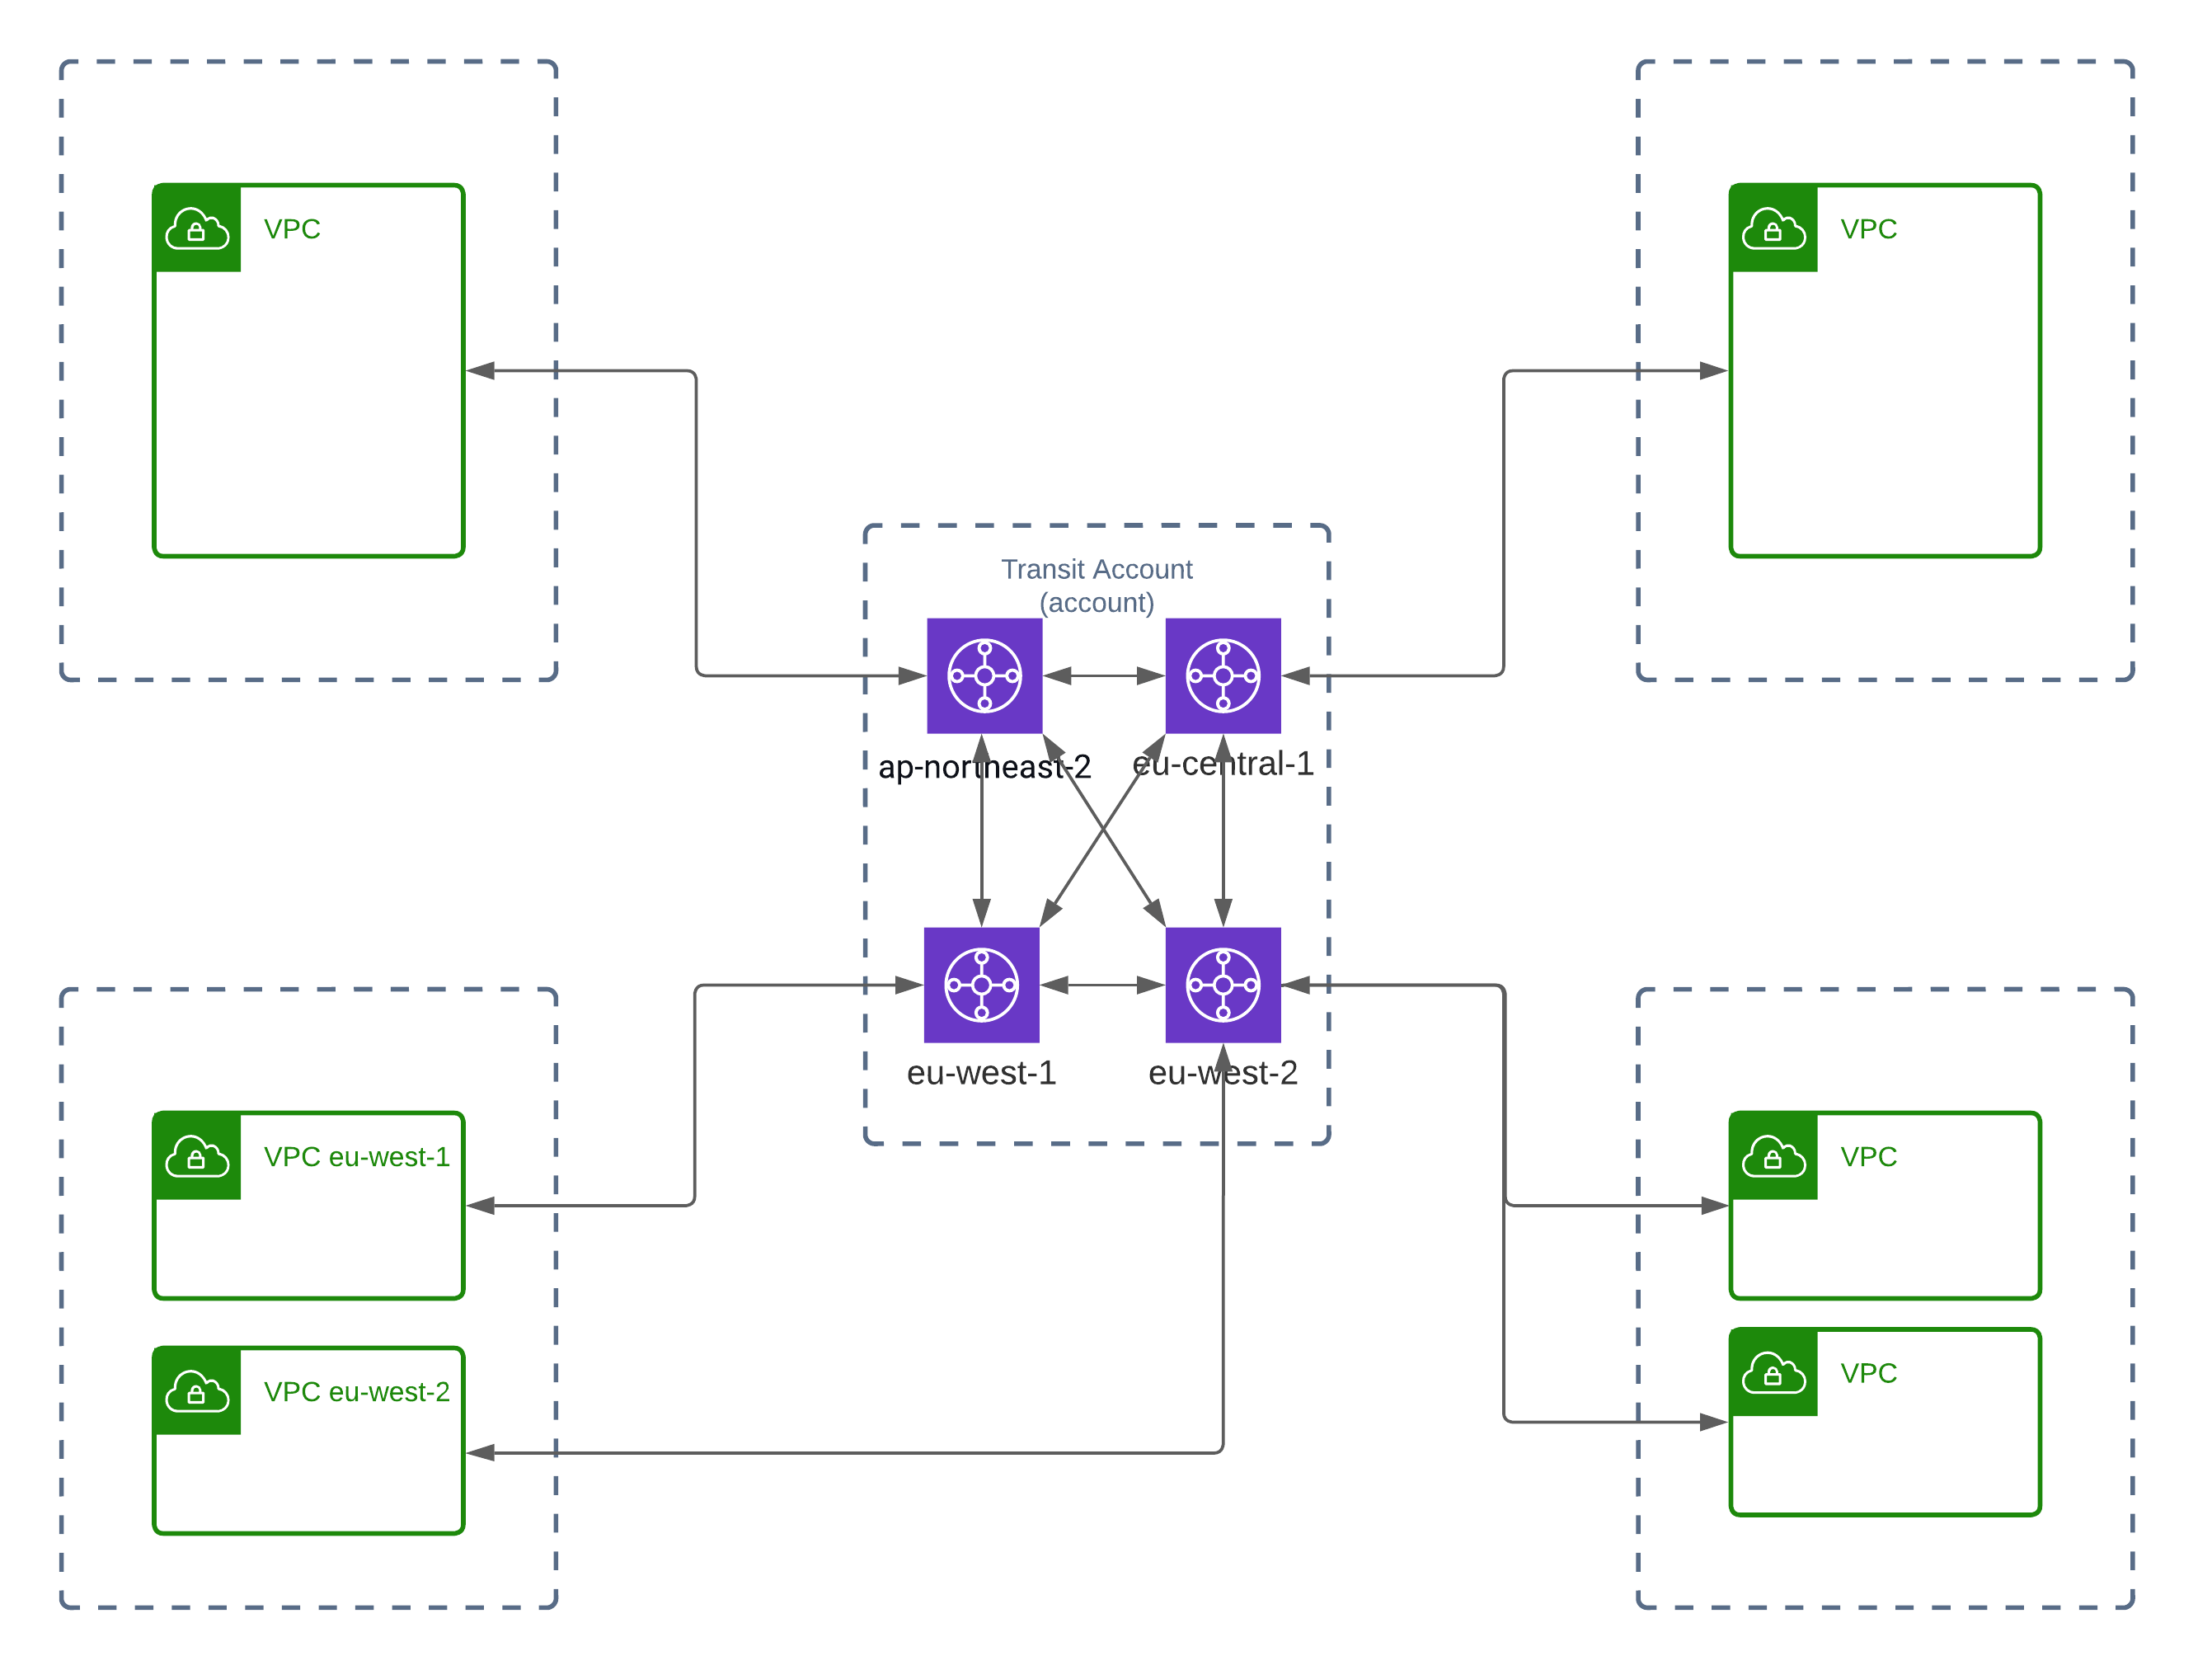 VPC
VPC
Transit Account
(account)
ap-northeast-2
eu-central-1
eu-west-1
eu-west-2
VPC eu-west-1
VPC
VPC eu-west-2
VPC